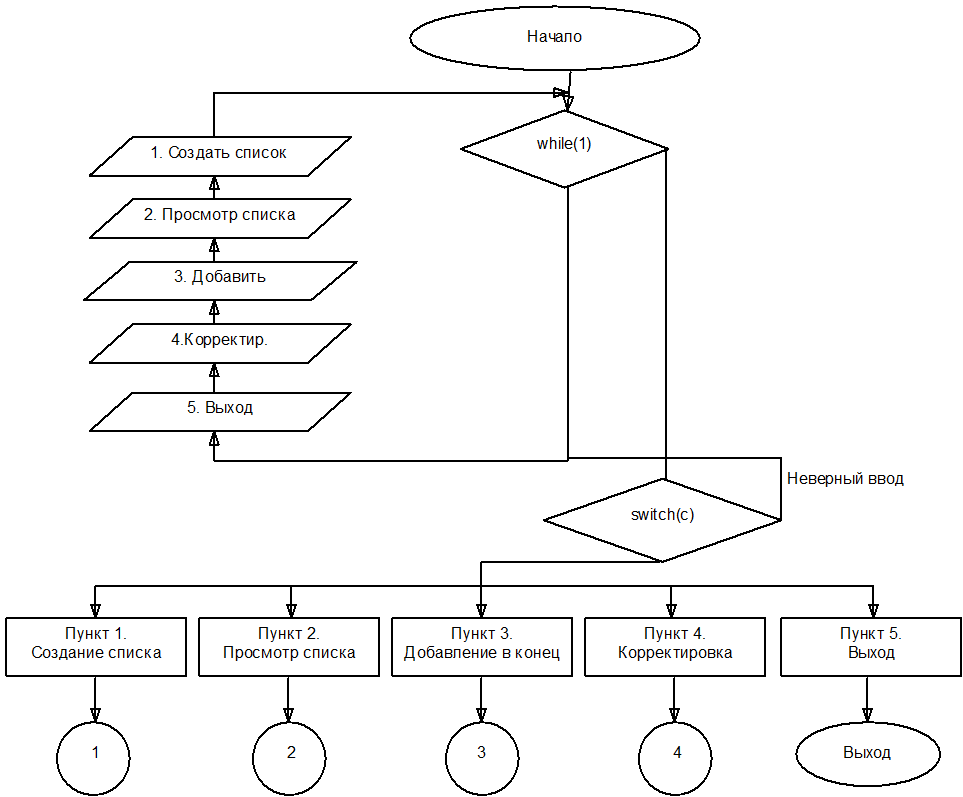 Начало
while(1)
1. Создать список
2. Просмотр списка
3. Добавить
4.Корректир.
5. Выход
Неверный ввод
switch(c)
Пункт 1.
Создание списка
Пункт 2.
Просмотр списка
Пункт 3.
Добавление в конец
Пункт 4.
Корректировка
Пункт 5.
Выход
1
2
3
4
Выход